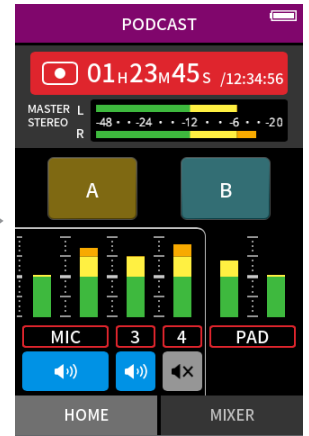 PODCAST
01H23M45S /12:34:56
MASTER L
STEREO -48 · · -24 · · -12 · · -6 · · -20
R
A B
MIC 3 4 PAD
HOME MIXER